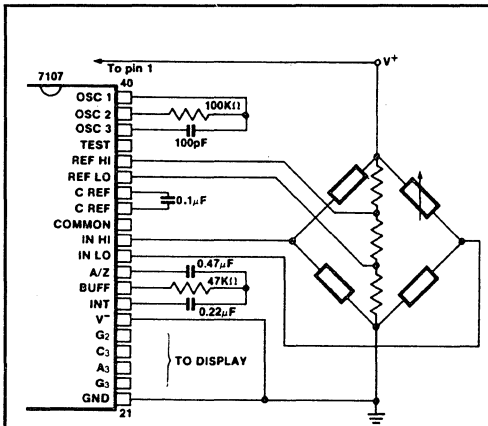 V+
To pin 1
7107
40
OSC 1
OSC 2
100KΩ
OSC 3
100pF
TEST
REF HI
REF LO
C REF
0.1μF
C REF
COMMON
IN HI
IN LO
0.47μF
A/Z
BUFF
47KΩ
INT
0.22μF
V−
G2
C3
TO DISPLAY
A3
G3
GND
21